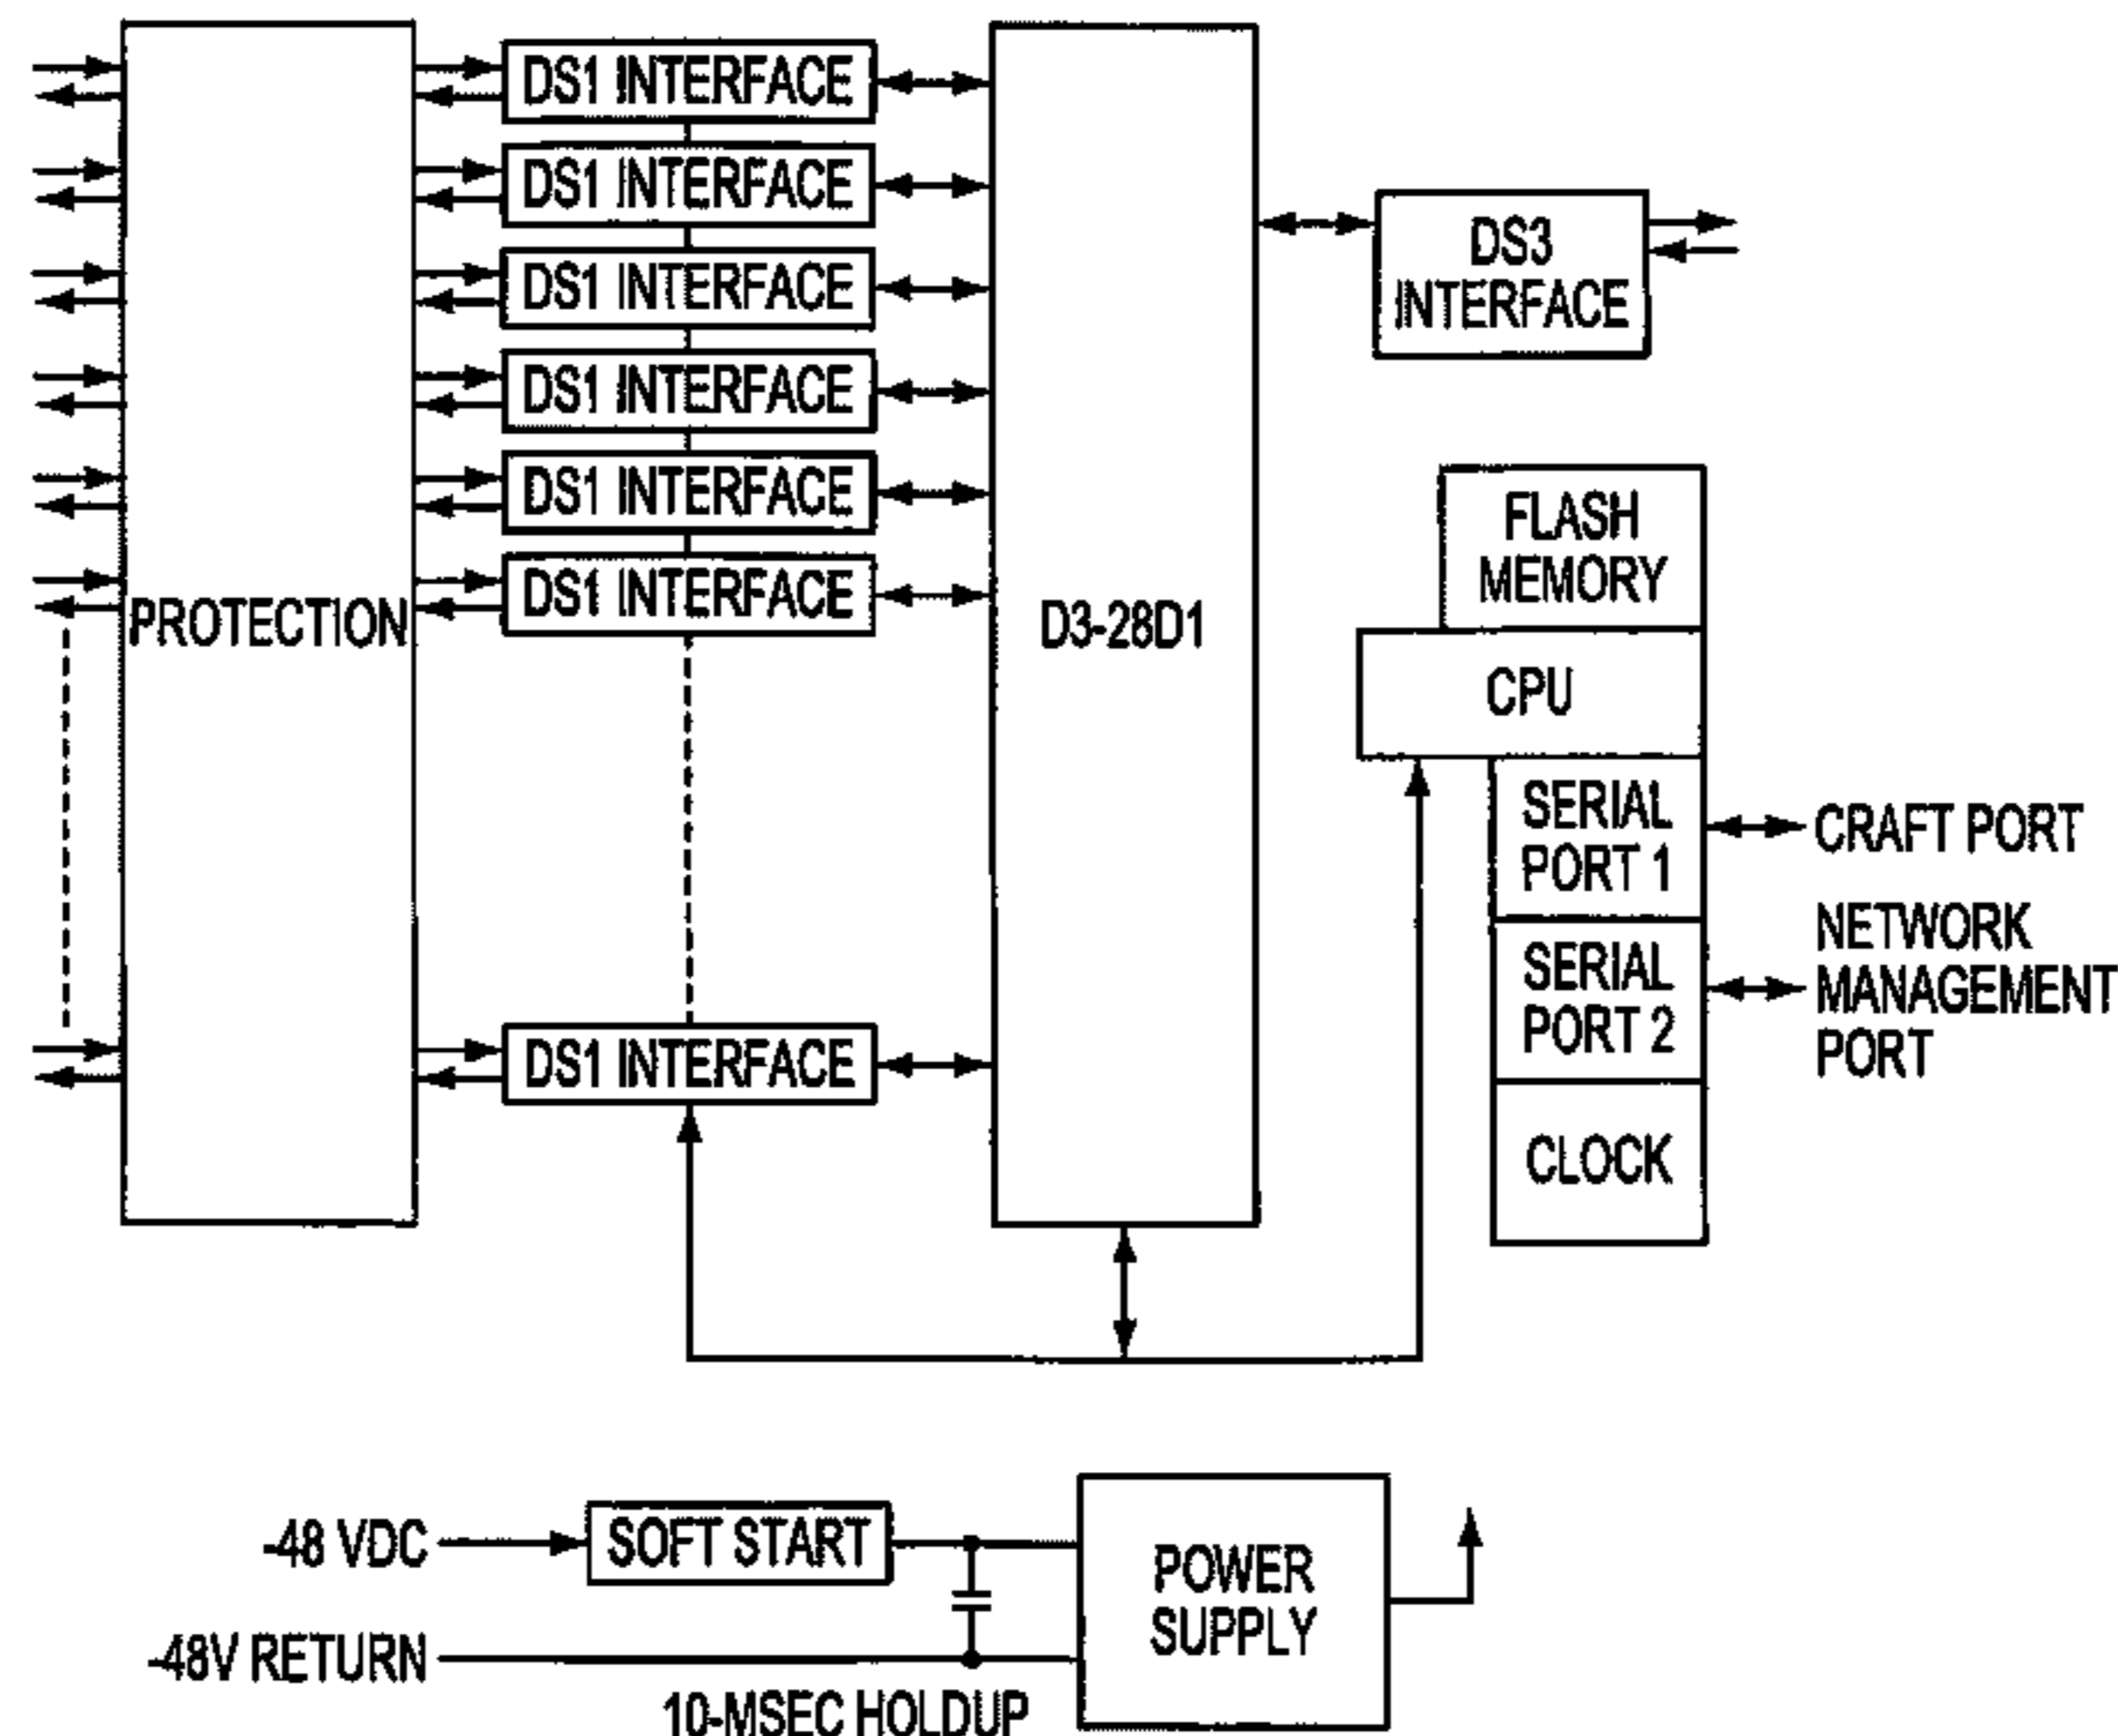 DS1 INTERFACE
DS1 INTERFACE
DS1 INTERFACE
DS1 INTERFACE
DS1 INTERFACE
DS1 INTERFACE
PROTECTION
DS1 INTERFACE
D3-28D1
DS3
INTERFACE
FLASH
MEMORY
CPU
SERIAL
PORT 1
CRAFT PORT
SERIAL
PORT 2
NETWORK
MANAGEMENT
PORT
CLOCK
-48 VDC
SOFT START
-48V RETURN
10-MSEC HOLDUP
POWER
SUPPLY